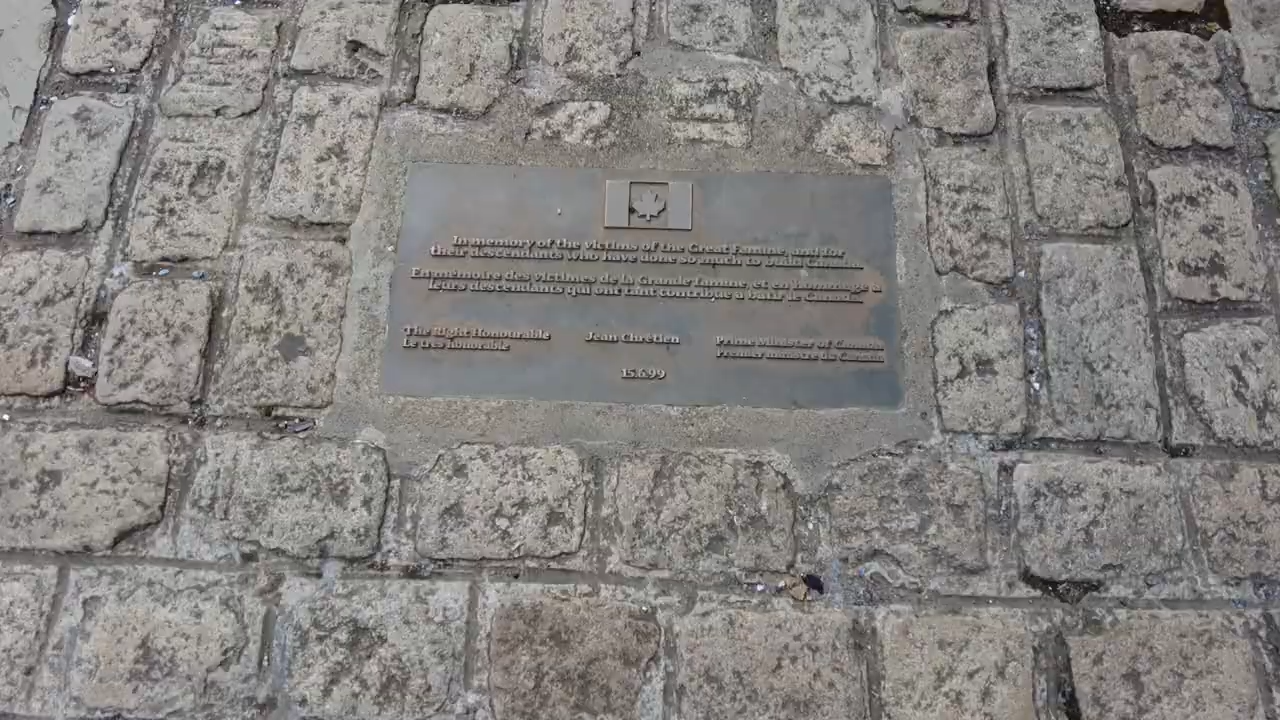 In memory of the victims of the Great Famine, and for
their descendants who have done so much to build Canada.
En mémoire des victimes de la Grande famine, et en hommage à
leurs descendants qui ont tant contribué à bâtir le Canada.
The Right Honourable Jean Chrétien Prime Minister of Canada
Le très honorable Premier ministre du Canada
15.6.99